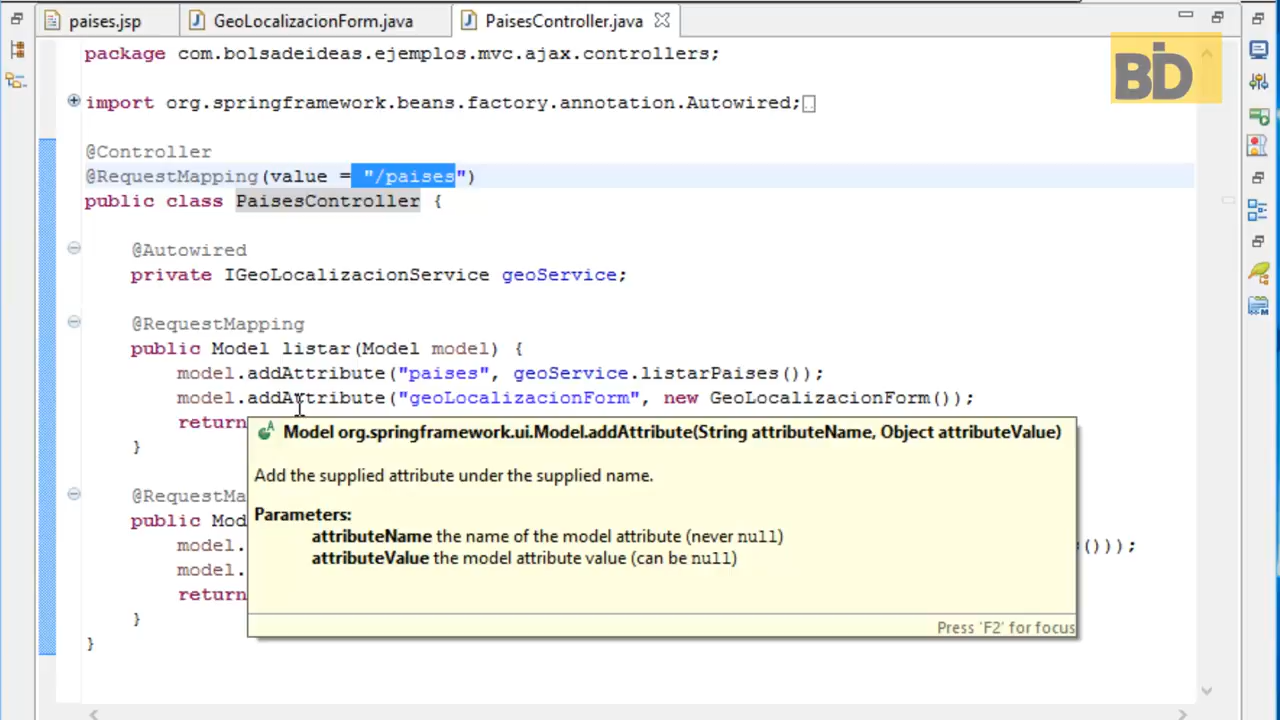 paises.jsp GeoLocalizacionForm.java PaisesController.java
package com.bolsadeideas.ejemplos.mvc.ajax.controllers;
BD
import org.springframework.beans.factory.annotation.Autowired;
@Controller
@RequestMapping(value = "/paises")
public class PaisesController {
@Autowired
private IGeoLocalizacionService geoService;
@RequestMapping
public Model listar(Model model) {
model.addAttribute("paises", geoService.listarPaises());
model.addAttribute("geoLocalizacionForm", new GeoLocalizacionForm());
return
Model org.springframework.ui.Model.addAttribute(String attributeName, Object attributeValue)
}
Add the supplied attribute under the supplied name.
@RequestMa
Parameters:
public Mod
attributeName the name of the model attribute (never null)
model. ()));
attributeValue the model attribute value (can be null)
model.
return
}
Press 'F2' for focus
}